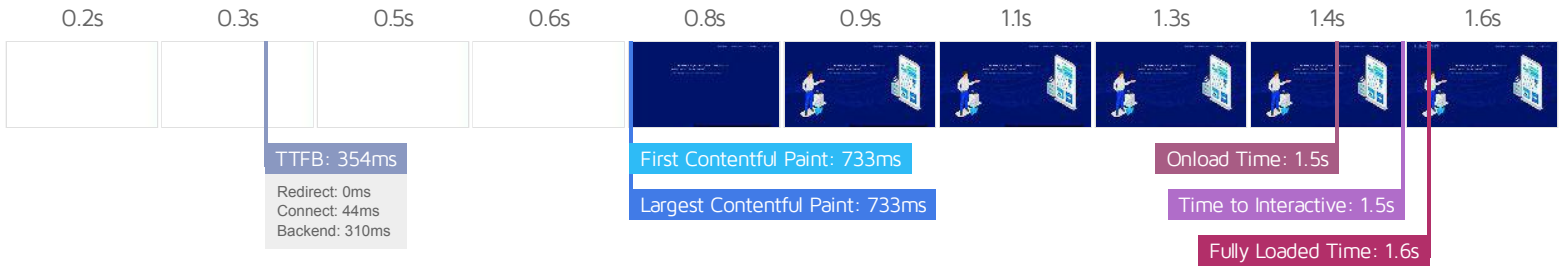 0.2s
0.3s
0.5s
0.6s
0.8s
0.9s
1.1s
1.3s
1.4s
1.6s
TTFB: 354ms
Redirect: 0ms
Connect: 44ms
Backend: 310ms
First Contentful Paint: 733ms
Largest Contentful Paint: 733ms
Onload Time: 1.5s
Time to Interactive: 1.5s
Fully Loaded Time: 1.6s